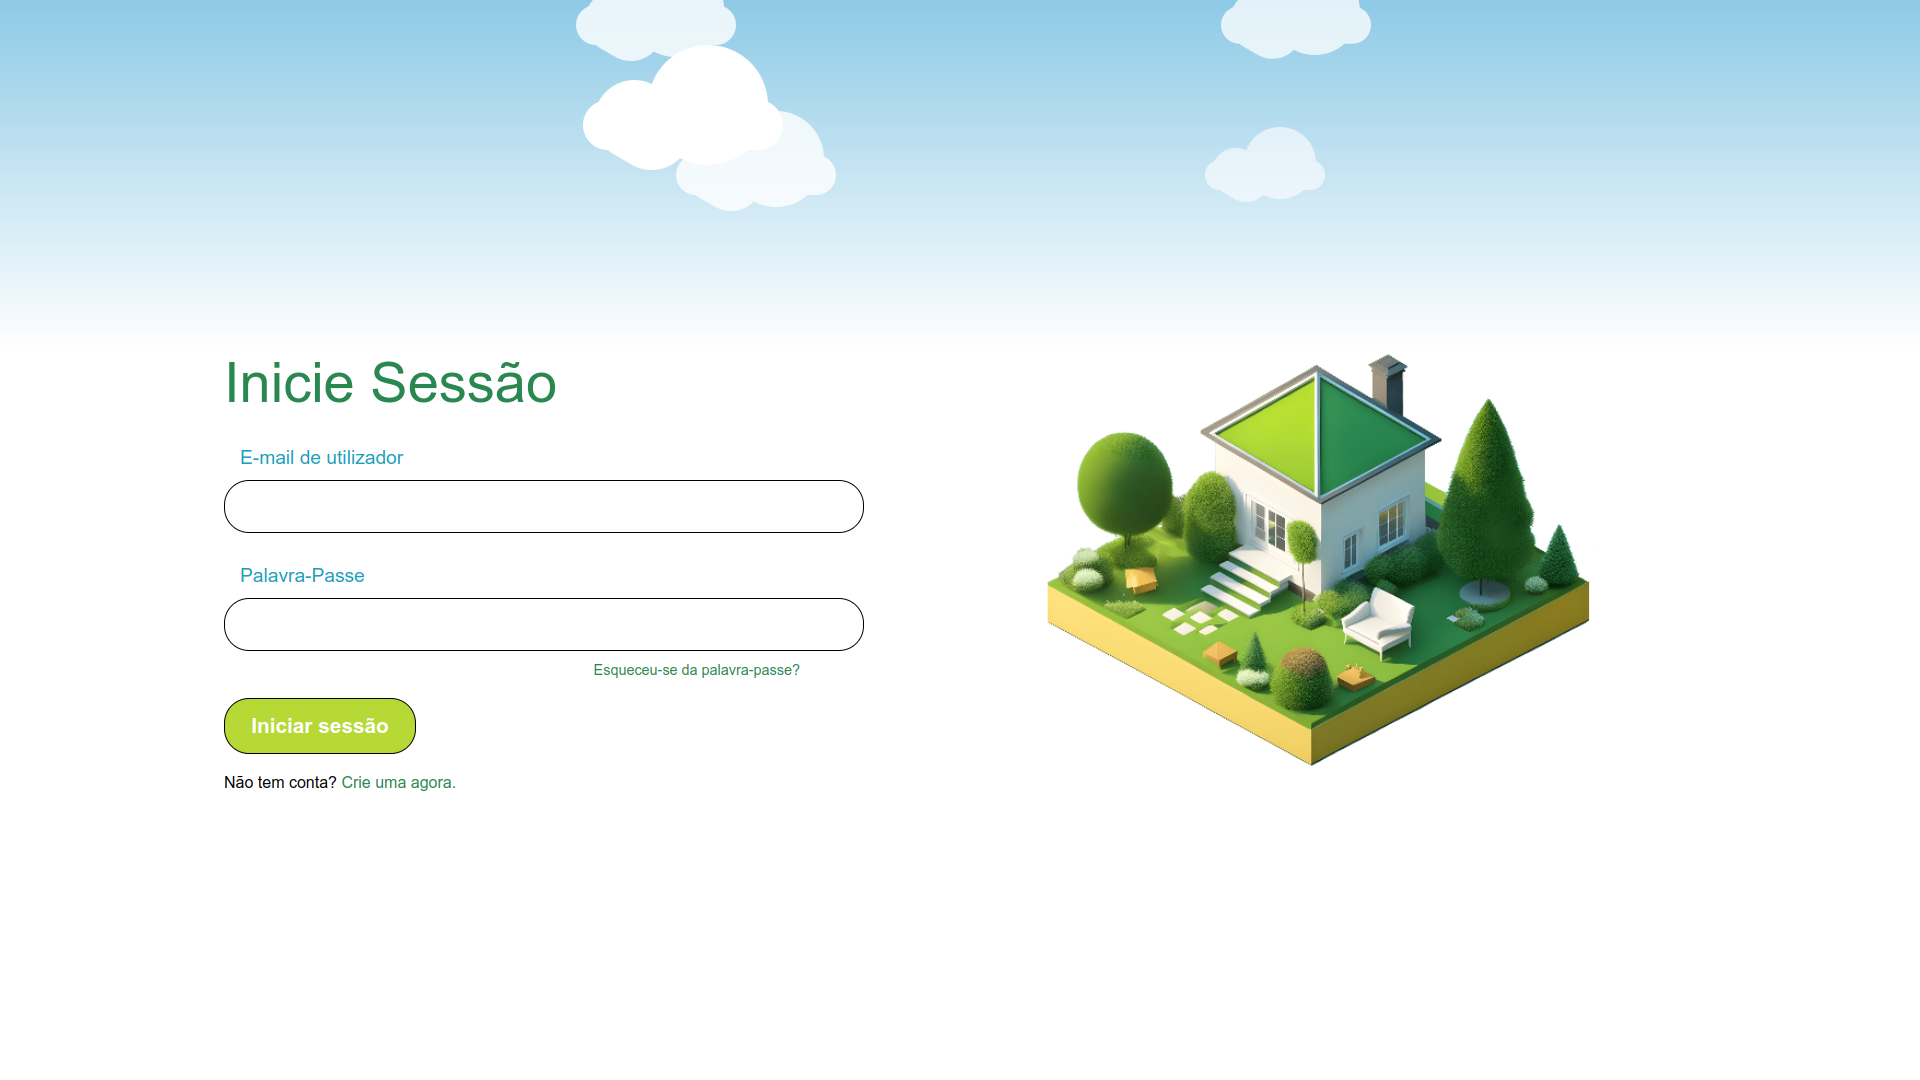 Inicie Sessão
E-mail de utilizador
Palavra-Passe
Esqueceu-se da palavra-passe?
Iniciar sessão
Não tem conta? Crie uma agora.